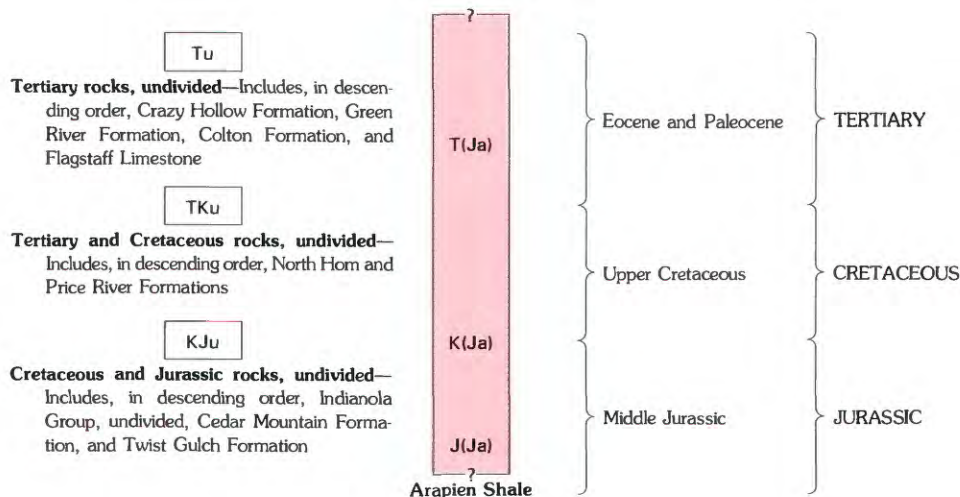 Tu
Tertiary rocks, undivided—Includes, in descen-
ding order, Crazy Hollow Formation, Green
River Formation, Colton Formation, and
Flagstaff Limestone
TKu
Tertiary and Cretaceous rocks, undivided—
Includes, in descending order, North Horn and
Price River Formations
KJu
Cretaceous and Jurassic rocks, undivided—
Includes, in descending order, Indianola
Group, undivided, Cedar Mountain Forma-
tion, and Twist Gulch Formation
?
T(Ja)
K(Ja)
J(Ja)
?
Arapien Shale
Eocene and Paleocene
Upper Cretaceous
Middle Jurassic
TERTIARY
CRETACEOUS
JURASSIC